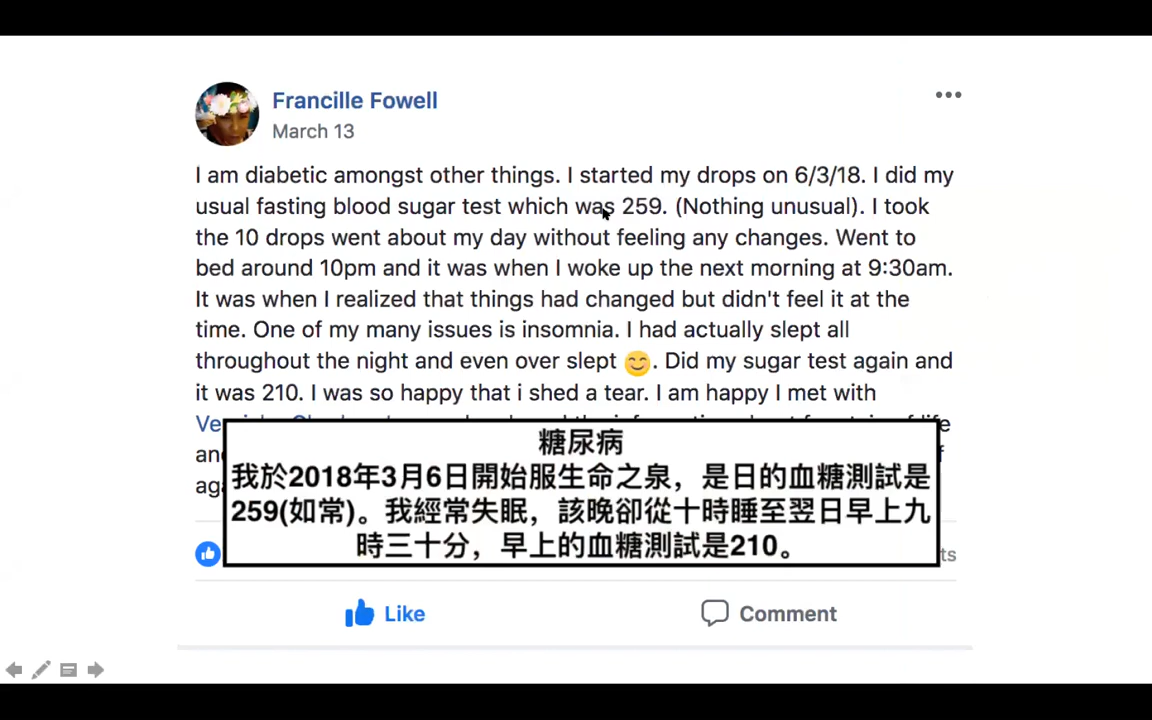 Francille Fowell
March 13
I am diabetic amongst other things. I started my drops on 6/3/18. I did my
usual fasting blood sugar test which was 259. (Nothing unusual). I took
the 10 drops went about my day without feeling any changes. Went to
bed around 10pm and it was when I woke up the next morning at 9:30am.
It was when I realized that things had changed but didn't feel it at the
time. One of my many issues is insomnia. I had actually slept all
throughout the night and even over slept 😊. Did my sugar test again and
it was 210. I was so happy that i shed a tear. I am happy I met with
糖尿病
我於2018年3月6日開始服生命之泉，是日的血糖測試是
259(如常)。我經常失眠，該晚卻從十時睡至翌日早上九
時三十分，早上的血糖測試是210。
Like
Comment